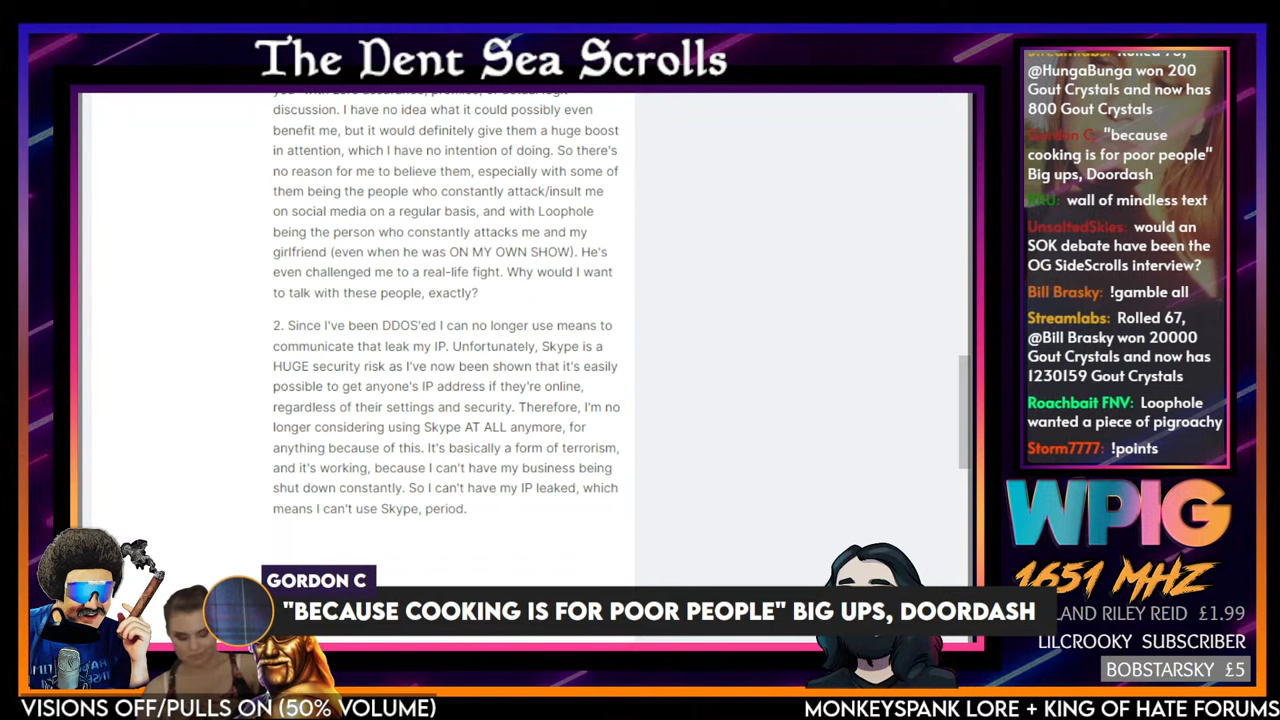 The Dent Sea Scrolls
discussion. I have no idea what it could possibly even
benefit me, but it would definitely give them a huge boost
in attention, which I have no intention of doing. So there's
no reason for me to believe them, especially with some of
them being the people who constantly attack/insult me
on social media on a regular basis, and with Loophole
being the person who constantly attacks me and my
girlfriend (even when he was ON MY OWN SHOW). He's
even challenged me to a real-life fight. Why would I want
to talk with these people, exactly?
2. Since I've been DDOS'ed I can no longer use means to
communicate that leak my IP. Unfortunately, Skype is a
HUGE security risk as I've now been shown that it's easily
possible to get anyone's IP address if they're online,
regardless of their settings and security. Therefore, I'm no
longer considering using Skype AT ALL anymore, for
anything because of this. It's basically a form of terrorism,
and it's working, because I can't have my business being
shut down constantly. So I can't have my IP leaked, which
means I can't use Skype, period.
@HungaBunga won 200
Gout Crystals and now has
800 Gout Crystals
Gordon C: "because
cooking is for poor people"
Big ups, Doordash
wall of mindless text
UnsaltedSkies: would an
SOK debate have been the
OG SideScrolls interview?
Bill Brasky: !gamble all
Streamlabs: Rolled 67,
@Bill Brasky won 20000
Gout Crystals and now has
1230159 Gout Crystals
Roachbait FNV: Loophole
wanted a piece of pigroachy
Storm7777: !points
WPIG
1651 MHZ
LAND RILEY REID £1.99
LILCROOKY SUBSCRIBER
BOBSTARSKY £5
GORDON C
"BECAUSE COOKING IS FOR POOR PEOPLE" BIG UPS, DOORDASH
VISIONS OFF/PULLS ON (50% VOLUME)
MONKEYSPANK LORE + KING OF HATE FORUMS